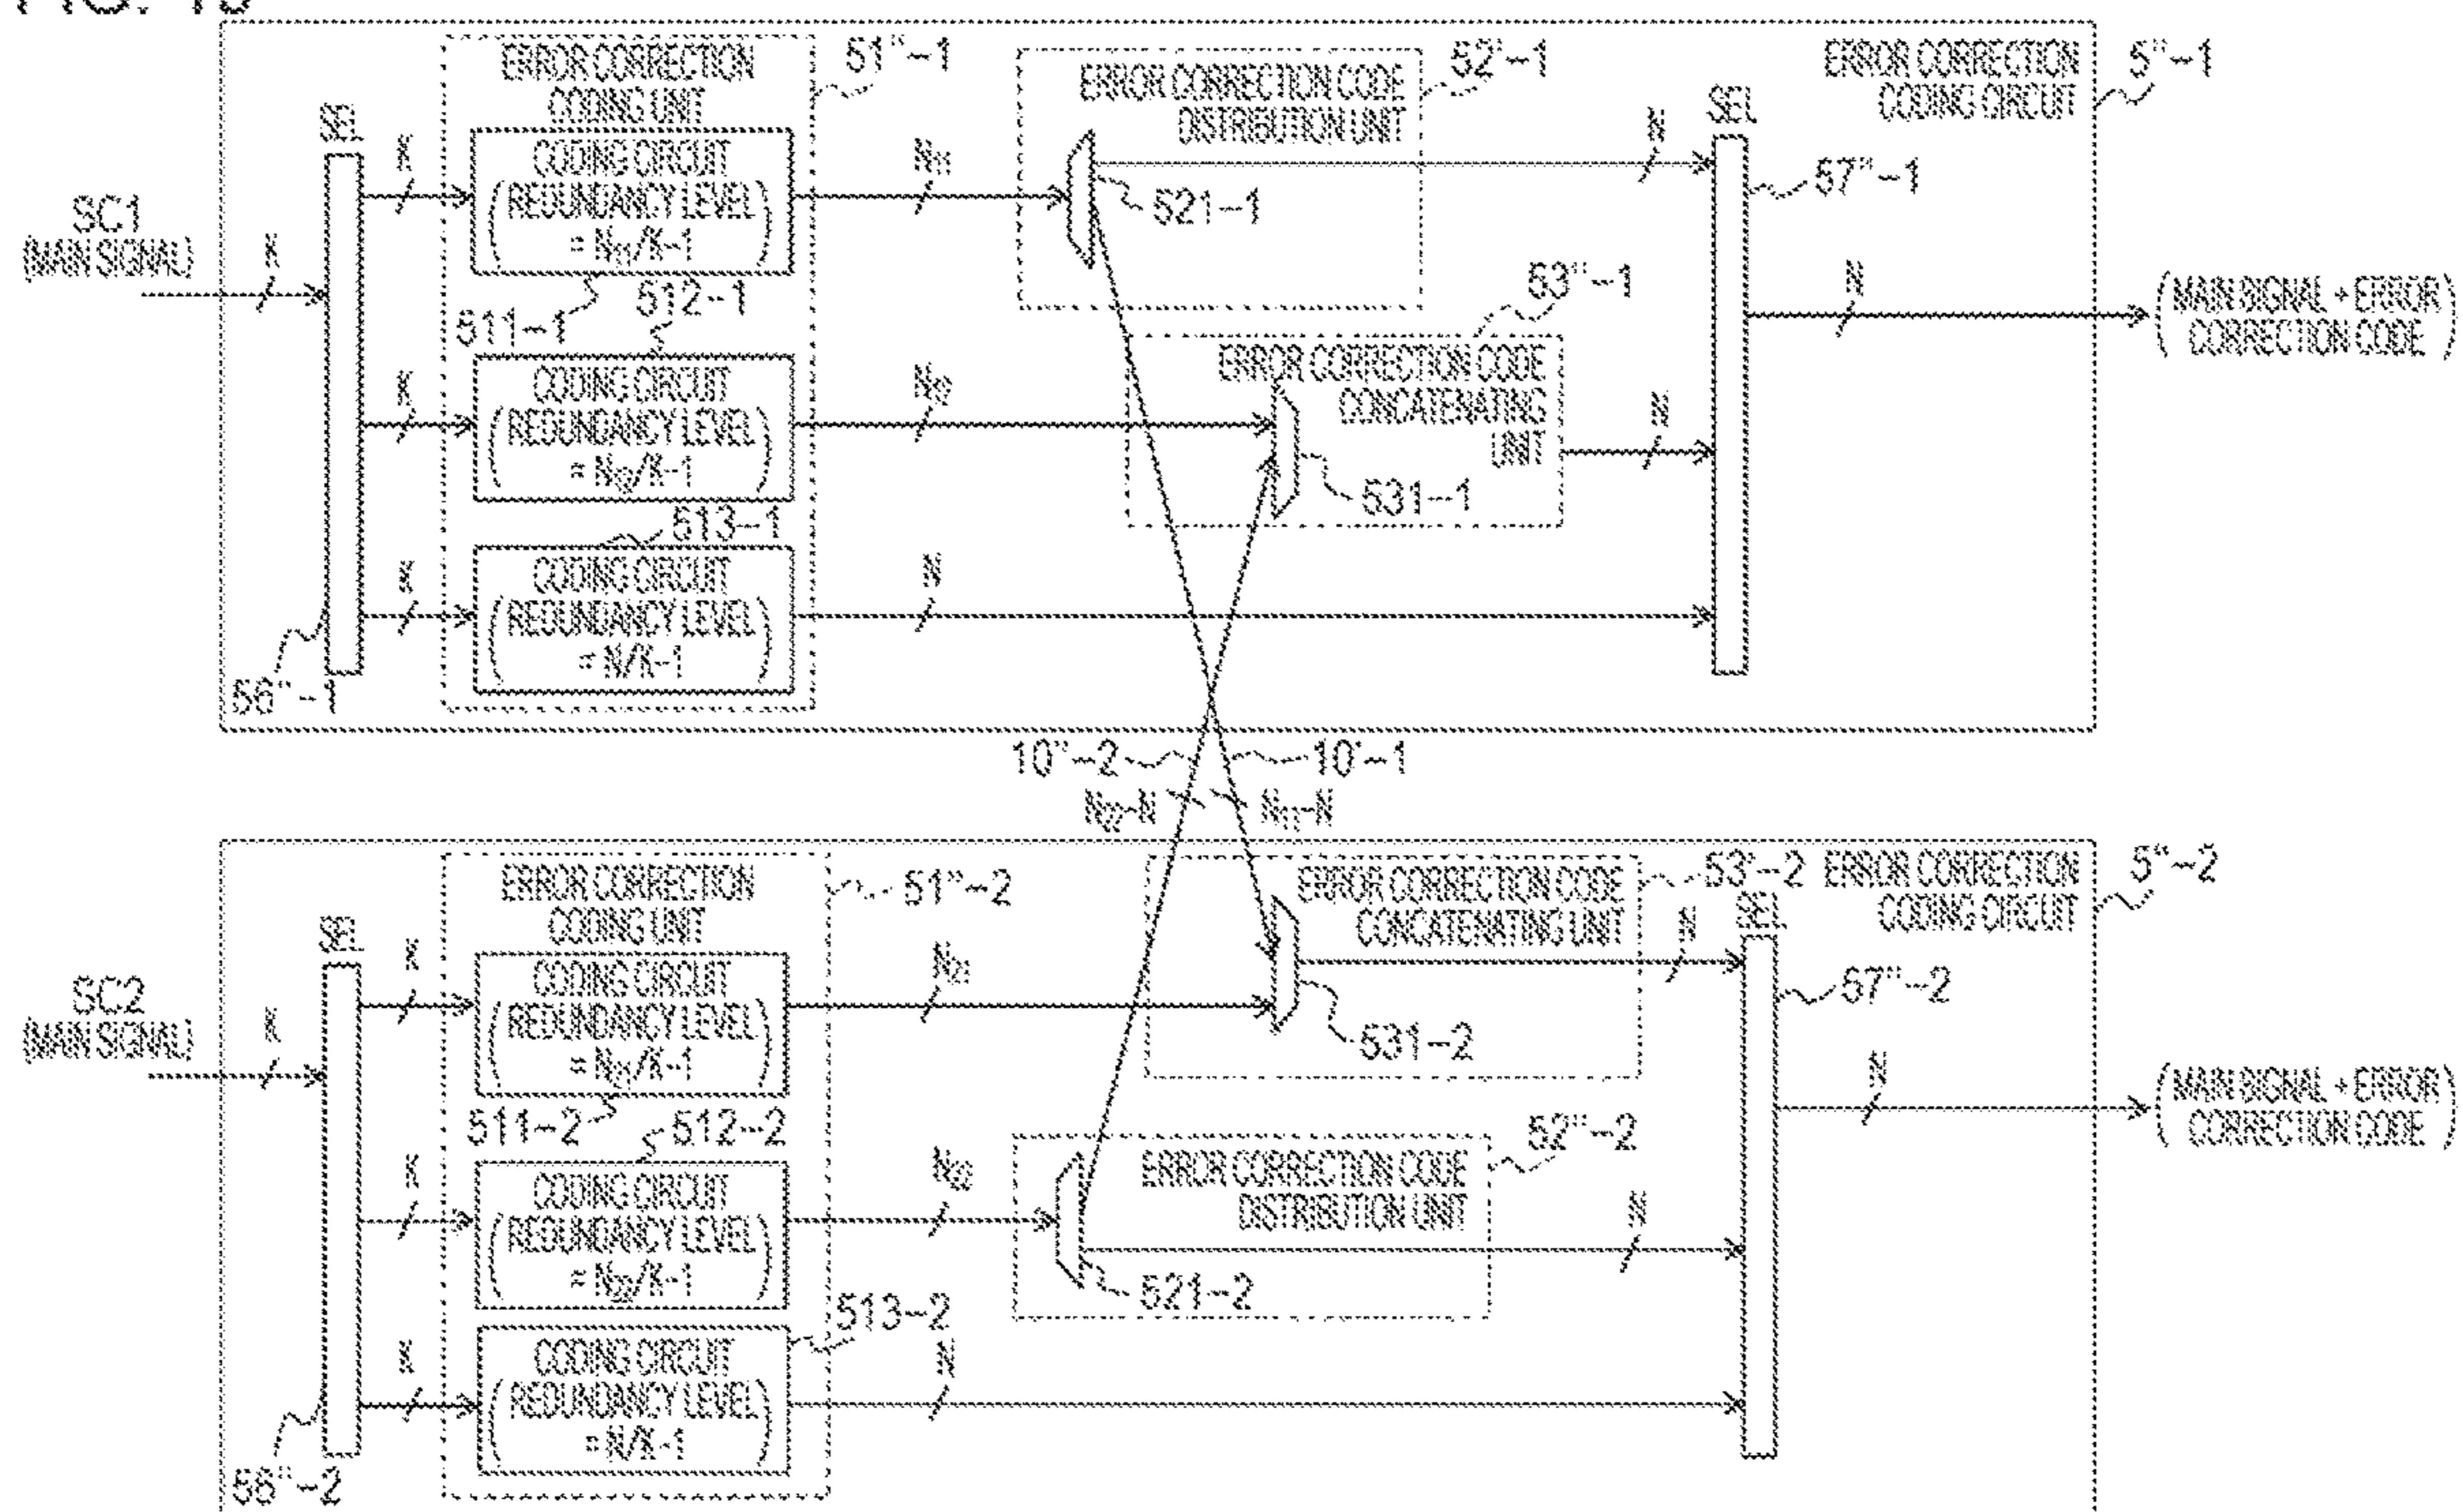 ERROR CORRECTION
CODING UNIT
51"-1
52'-1
ERROR CORRECTION CODE
DISTRIBUTION UNIT
ERROR CORRECTION
CODING CIRCUIT
5"-1
SEL
SEL
K
CODING CIRCUIT
(REDUNDANCY LEVEL
= N11/K-1)
N11
N
521-1
57"-1
SC1
(MAIN SIGNAL)
K
511-1
512-1
53"-1
N
(MAIN SIGNAL + ERROR
CORRECTION CODE)
K
CODING CIRCUIT
(REDUNDANCY LEVEL
= N12/K-1)
N12
ERROR CORRECTION CODE
CONCATENATING
UNIT
N
531-1
513-1
K
CODING CIRCUIT
(REDUNDANCY LEVEL
= N/K-1)
N
56"-1
10"-2
10'-1
N22-N
N11-N
ERROR CORRECTION
CODING UNIT
51"-2
ERROR CORRECTION CODE
CONCATENATING UNIT
53'-2
ERROR CORRECTION
CODING CIRCUIT
5"-2
SEL
SEL
K
CODING CIRCUIT
(REDUNDANCY LEVEL
/K-1)
N21
N
57"-2
SC2
(MAIN SIGNAL)
K
531-2
N
(MAIN SIGNAL + ERROR
CORRECTION CODE)
511-2
512-2
52"-2
K
CODING CIRCUIT
(REDUNDANCY LEVEL
= N22/K-1)
N22
ERROR CORRECTION CODE
DISTRIBUTION UNIT
N
521-2
513-2
K
CODING CIRCUIT
(REDUNDANCY LEVEL
= N/K-1)
N
56"-2